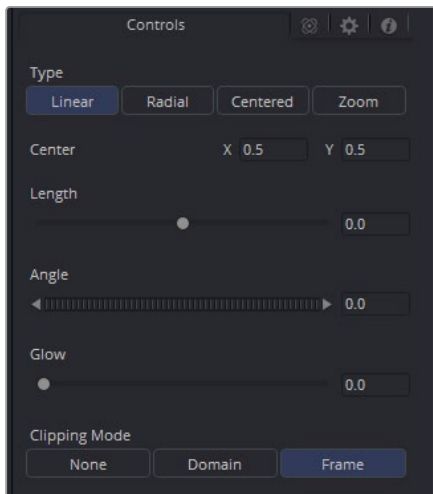 Controls
Type
Linear Radial Centered Zoom
Center X 0.5 Y 0.5
Length
0.0
Angle
0.0
Glow
0.0
Clipping Mode
None Domain Frame